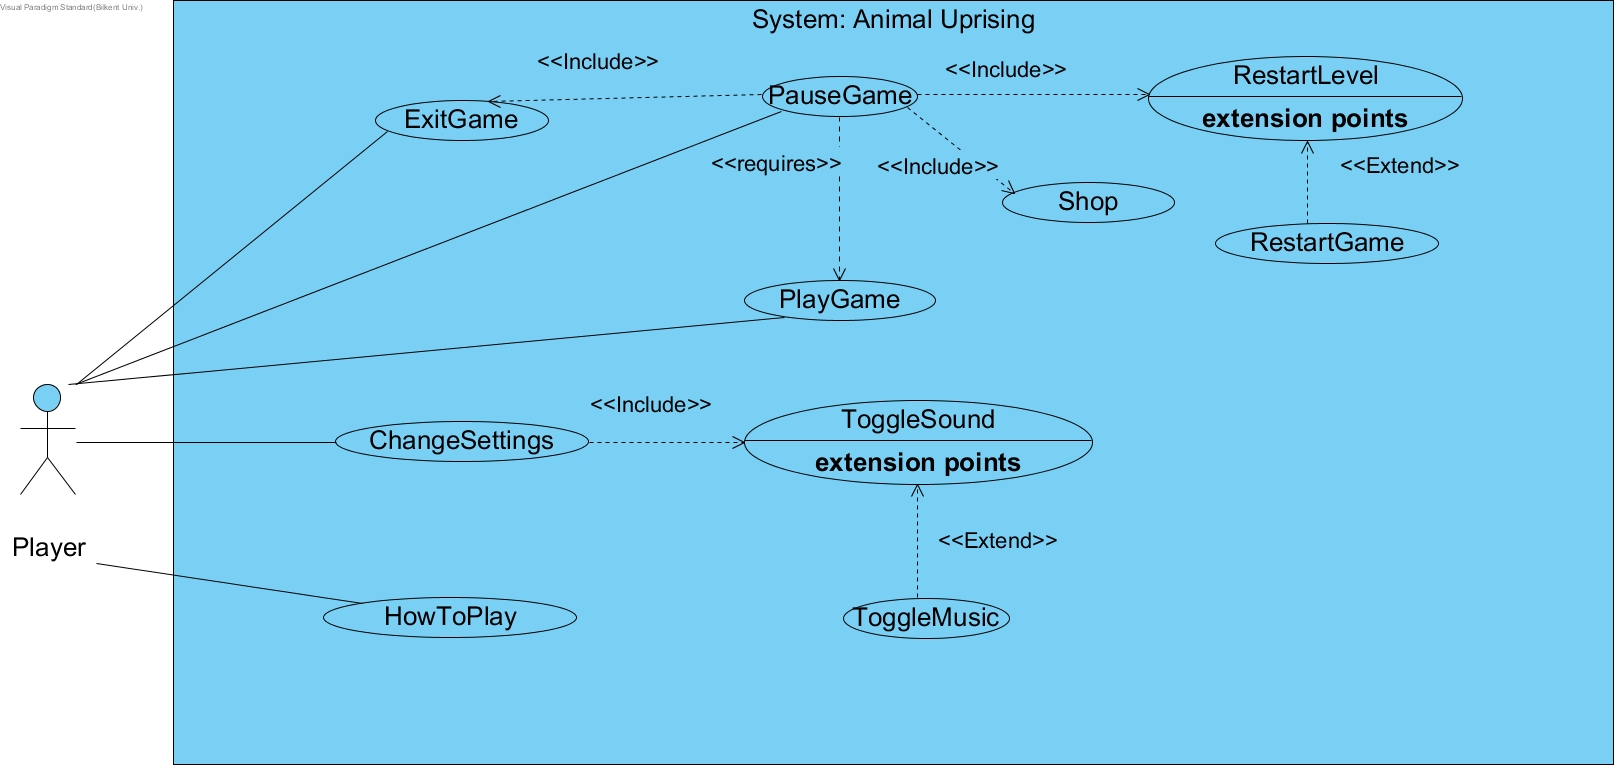 Visual Paradigm Standard(Bilkent Univ.)
System: Animal Uprising
<<Include>>
<<Include>>
RestartLevel
PauseGame
ExitGame
extension points
<<requires>>
<<Include>>
<<Extend>>
Shop
RestartGame
PlayGame
<<Include>>
ToggleSound
ChangeSettings
extension points
<<Extend>>
Player
HowToPlay
ToggleMusic